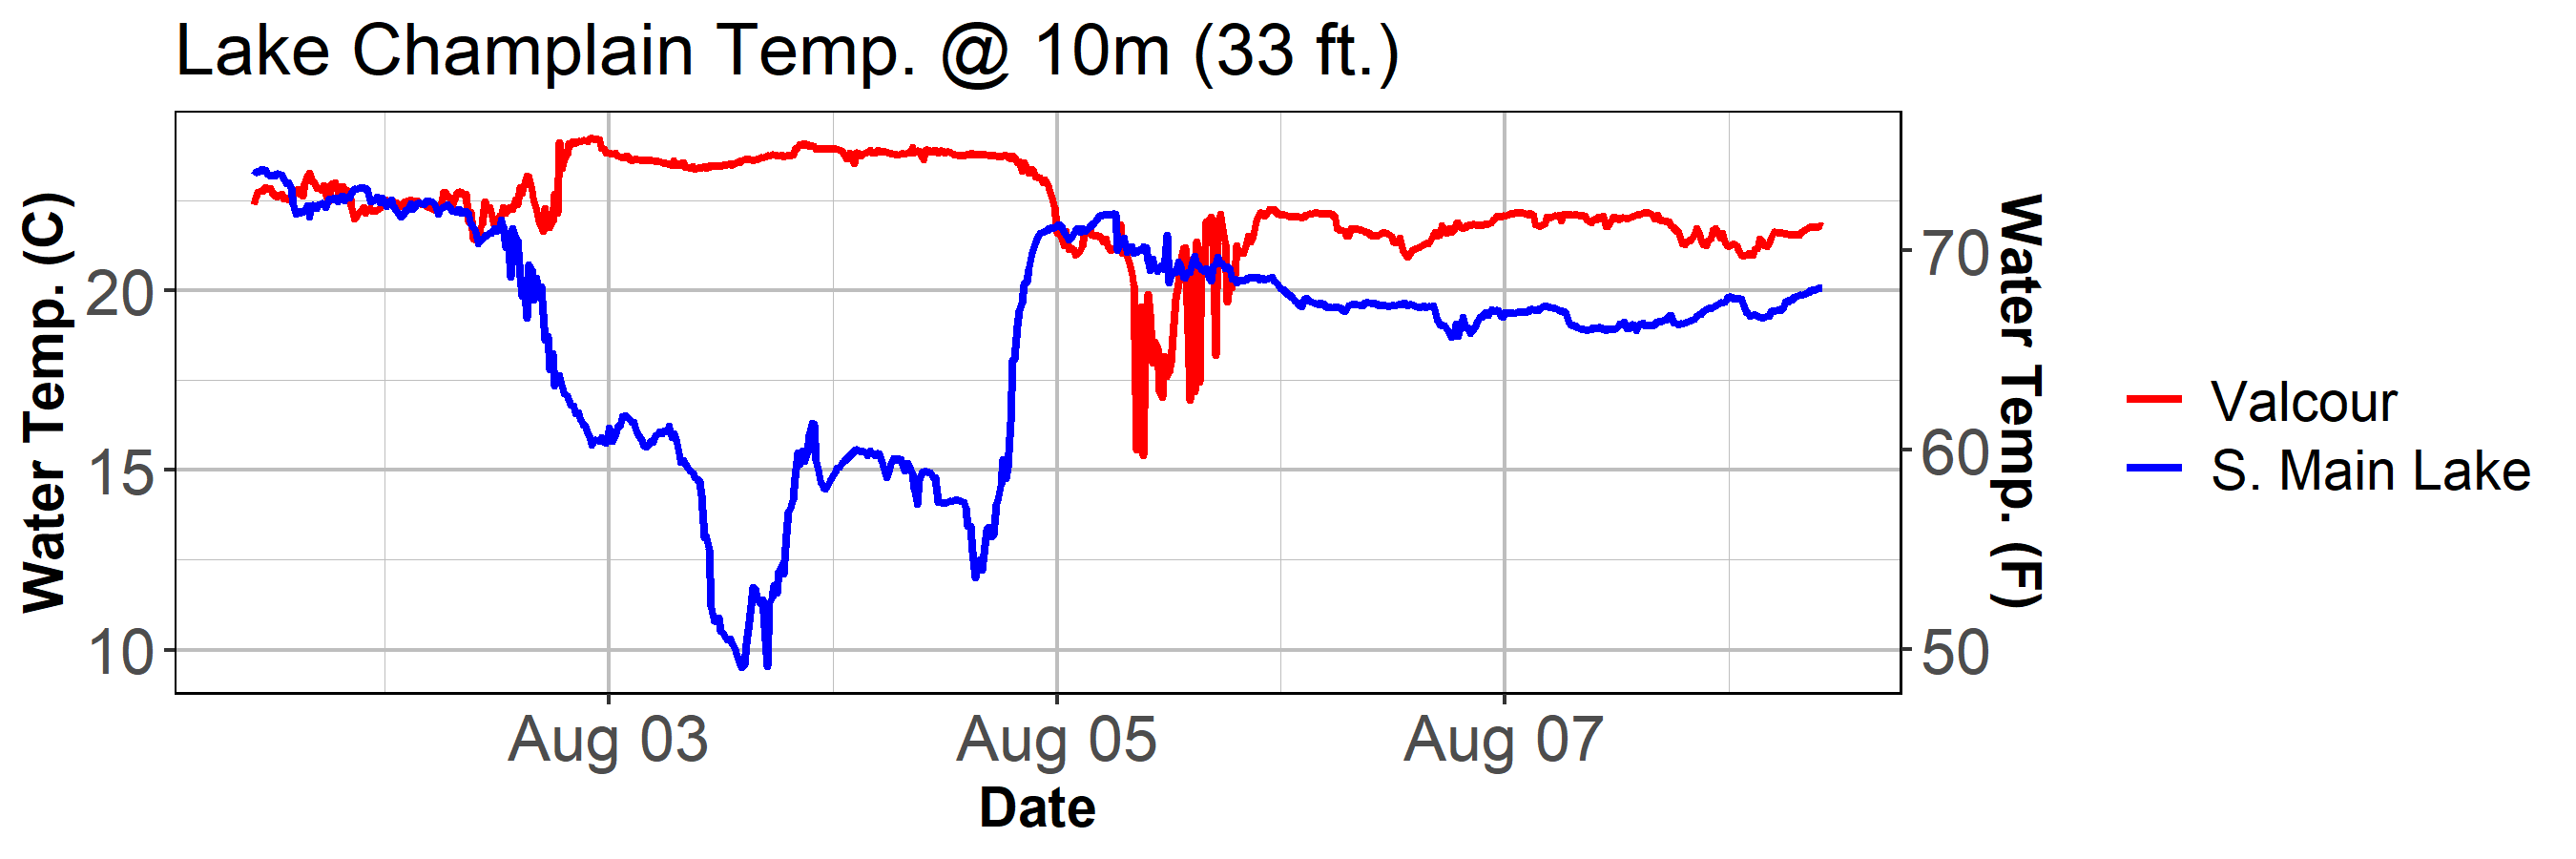 Lake Champlain Temp. @ 10m (33 ft.)
Water Temp. (C)
20
15
10
Aug 03
Aug 05
Aug 07
Date
70
60
50
Water Temp. (F)
Valcour
S. Main Lake